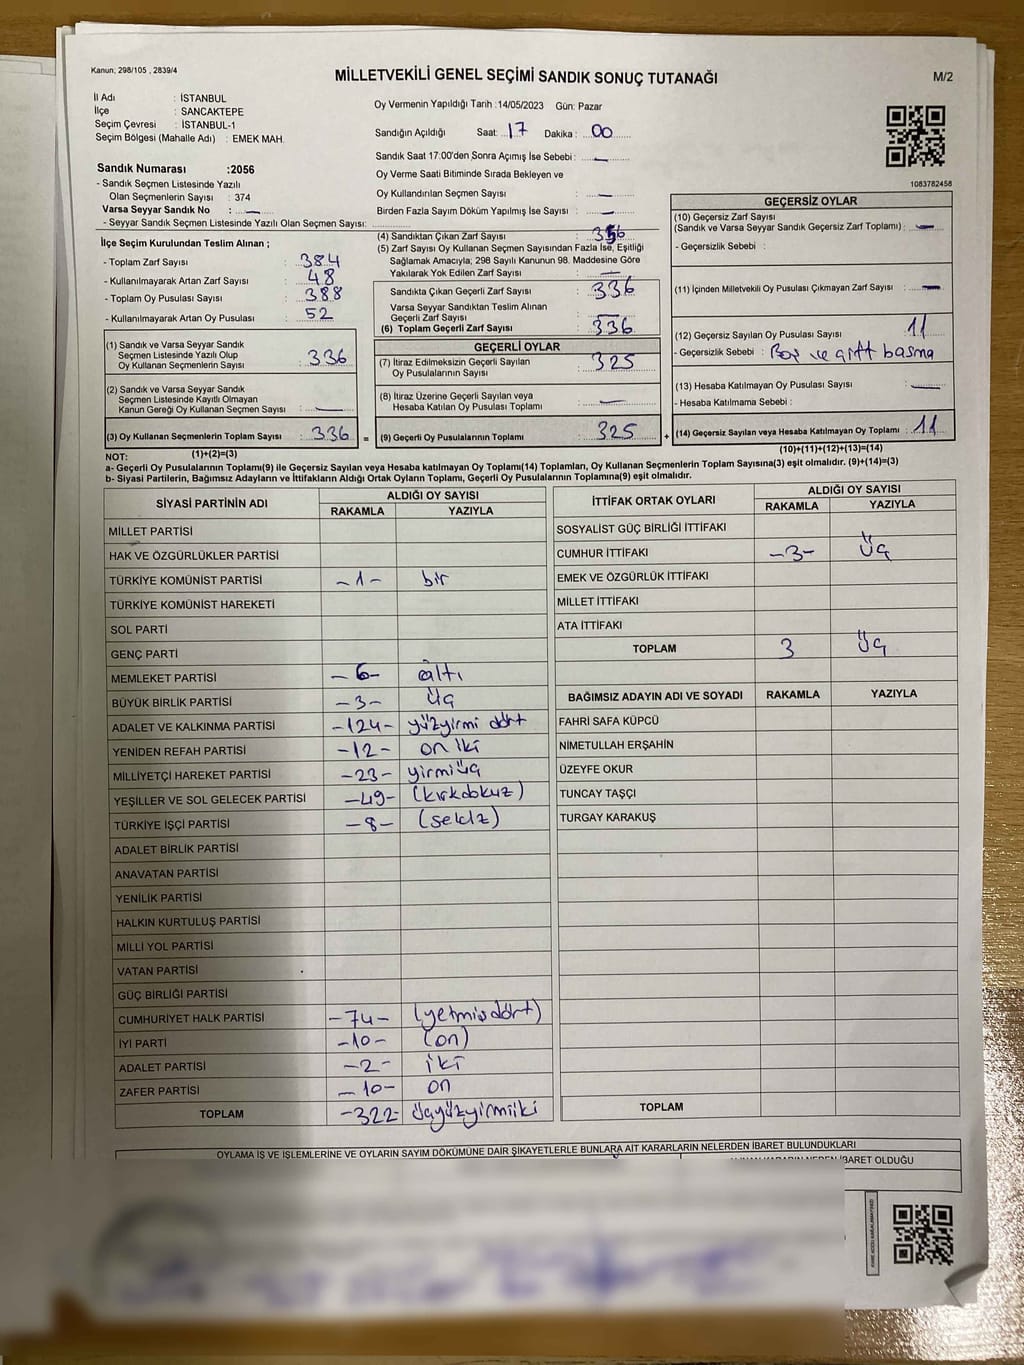 Kanun; 298/105 , 2839/4
MİLLETVEKİLİ GENEL SEÇİMİ SANDIK SONUÇ TUTANAĞI
M/2
İl Adı : İSTANBUL
İlçe : SANCAKTEPE
Seçim Çevresi : İSTANBUL-1
Seçim Bölgesi (Mahalle Adı) : EMEK MAH.
Sandık Numarası :2056
- Sandık Seçmen Listesinde Yazılı
Olan Seçmenlerin Sayısı : 374
Varsa Seyyar Sandık No : —
- Seyyar Sandık Seçmen Listesinde Yazılı Olan Seçmen Sayısı:
Oy Vermenin Yapıldığı Tarih :14/05/2023 Gün: Pazar
Sandığın Açıldığı Saat: 17 Dakika : 00
Sandık Saat 17:00'den Sonra Açımış İse Sebebi : —
Oy Verme Saati Bitiminde Sırada Bekleyen ve
Oy Kullandırılan Seçmen Sayısı : —
Birden Fazla Sayım Döküm Yapılmış İse Sayısı : —
1083782458
İlçe Seçim Kurulundan Teslim Alınan ;
- Toplam Zarf Sayısı : 384
- Kullanılmayarak Artan Zarf Sayısı : 48
- Toplam Oy Pusulası Sayısı : 388
- Kullanılmayarak Artan Oy Pusulası : 52
(1) Sandık ve Varsa Seyyar Sandık
Seçmen Listesinde Yazılı Olup
Oy Kullanan Seçmenlerin Sayısı : 336
(2) Sandık ve Varsa Seyyar Sandık
Seçmen Listesinde Kayıtlı Olmayan
Kanun Gereği Oy Kullanan Seçmen Sayısı : —
(3) Oy Kullanan Seçmenlerin Toplam Sayısı : 336 =
(1)+(2)=(3)
(4) Sandıktan Çıkan Zarf Sayısı :
(5) Zarf Sayısı Oy Kullanan Seçmen Sayısından Fazla İse, Eşitliği
Sağlamak Amacıyla; 298 Sayılı Kanunun 98. Maddesine Göre
Yakılarak Yok Edilen Zarf Sayısı : —
Sandıkta Çıkan Geçerli Zarf Sayısı : 336
Varsa Seyyar Sandıktan Teslim Alınan
Geçerli Zarf Sayısı : —
(6) Toplam Geçerli Zarf Sayısı : 336
GEÇERLİ OYLAR
(7) İtiraz Edilmeksizin Geçerli Sayılan
Oy Pusulalarının Sayısı : 325
(8) İtiraz Üzerine Geçerli Sayılan veya
Hesaba Katılan Oy Pusulası Toplamı : —
(9) Geçerli Oy Pusulalarının Toplamı : 325 +
GEÇERSİZ OYLAR
(10) Geçersiz Zarf Sayısı
(Sandık ve Varsa Seyyar Sandık Geçersiz Zarf Toplamı) : —
- Geçersizlik Sebebi :
(11) İçinden Milletvekili Oy Pusulası Çıkmayan Zarf Sayısı : —
(12) Geçersiz Sayılan Oy Pusulası Sayısı : 11
- Geçersizlik Sebebi : Boş ve çift basma
(13) Hesaba Katılmayan Oy Pusulası Sayısı : —
- Hesaba Katılmama Sebebi :
(14) Geçersiz Sayılan veya Hesaba Katılmayan Oy Toplamı : 11
(10)+(11)+(12)+(13)=(14)
NOT:
a- Geçerli Oy Pusulalarının Toplamı(9) ile Geçersiz Sayılan veya Hesaba katılmayan Oy Toplamı(14) Toplamları, Oy Kullanan Seçmenlerin Toplam Sayısına(3) eşit olmalıdır. (9)+(14)=(3)
b- Siyasi Partilerin, Bağımsız Adayların ve İttifakların Aldığı Ortak Oyların Toplamı, Geçerli Oy Pusulalarının Toplamına(9) eşit olmalıdır.
SİYASİ PARTİNİN ADI ALDIĞI OY SAYISI
RAKAMLA YAZIYLA
MİLLET PARTİSİ
HAK VE ÖZGÜRLÜKLER PARTİSİ
TÜRKİYE KOMÜNİST PARTİSİ -1- bir
TÜRKİYE KOMÜNİST HAREKETİ
SOL PARTİ
GENÇ PARTİ
MEMLEKET PARTİSİ -6- altı
BÜYÜK BİRLİK PARTİSİ -3- üç
ADALET VE KALKINMA PARTİSİ -124- yüzyirmi dört
YENİDEN REFAH PARTİSİ -12- on iki
MİLLİYETÇİ HAREKET PARTİSİ -23- yirmiüç
YEŞİLLER VE SOL GELECEK PARTİSİ -49- (kırkdokuz)
TÜRKİYE İŞÇİ PARTİSİ -8- (sekiz)
ADALET BİRLİK PARTİSİ
ANAVATAN PARTİSİ
YENİLİK PARTİSİ
HALKIN KURTULUŞ PARTİSİ
MİLLİ YOL PARTİSİ
VATAN PARTİSİ
GÜÇ BİRLİĞİ PARTİSİ
CUMHURİYET HALK PARTİSİ -74- (yetmişdört)
İYİ PARTİ -10- (on)
ADALET PARTİSİ -2- iki
ZAFER PARTİSİ -10- on
TOPLAM -322- üçyüzyirmiiki
İTTİFAK ORTAK OYLARI ALDIĞI OY SAYISI
RAKAMLA YAZIYLA
SOSYALİST GÜÇ BİRLİĞİ İTTİFAKI
CUMHUR İTTİFAKI -3- Üç
EMEK VE ÖZGÜRLÜK İTTİFAKI
MİLLET İTTİFAKI
ATA İTTİFAKI
TOPLAM 3 Üç
BAĞIMSIZ ADAYIN ADI VE SOYADI RAKAMLA YAZIYLA
FAHRİ SAFA KÜPCÜ
NİMETULLAH ERŞAHİN
ÜZEYFE OKUR
TUNCAY TAŞÇI
TURGAY KARAKUŞ
TOPLAM
OYLAMA İŞ VE İŞLEMLERİNE VE OYLARIN SAYIM DÖKÜMÜNE DAİR ŞİKAYETLERLE BUNLARA AİT KARARLARIN NELERDEN İBARET BULUNDUKLARI
İBARET OLDUĞU